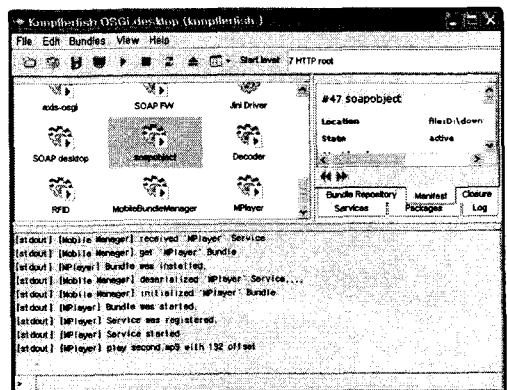 Knopflerfish OSGi desktop (knopflerfish )
File Edit Bundles View Help
Start level 7 HTTP root
axis-osgi SOAP FW Jini Driver
SOAP desktop soapobject Decoder
RFID MobileBundleManager MPlayer
#47 soapobject
Location file:D:\down
State active
Bundle Repository Manifest Closure
Services Packages Log
[stdout] [Mobile Manager] received 'MPlayer' Service
[stdout] [Mobile Manager] get 'MPlayer' Bundle
[stdout] [MPlayer] Bundle was installed.
[stdout] [Mobile Manager] deserialized 'MPlayer' Service....
[stdout] [Mobile Manager] initialized 'MPlayer' Bundle
[stdout] [MPlayer] Bundle was started.
[stdout] [MPlayer] Service was registered.
[stdout] [MPlayer] Service started
[stdout] [MPlayer] play second.mp3 with 132 offset
>